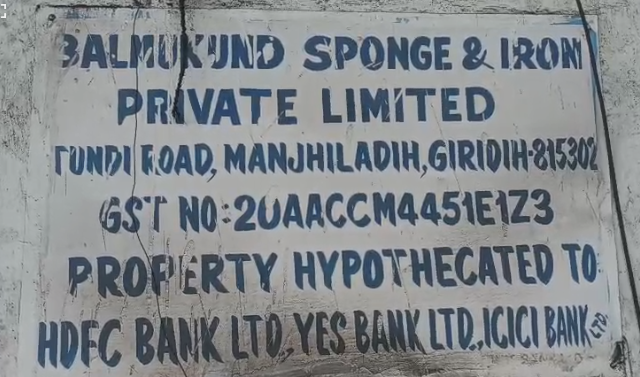 BALMUKUND SPONGE & IRON
PRIVATE LIMITED
TUNDI ROAD, MANJHILADIH, GIRIDIH-815302
GST NO:20AACCM4451E1Z3
PROPERTY HYPOTHECATED TO:
HDFC BANK LTD., YES BANK LTD., ICICI BANK LTD.